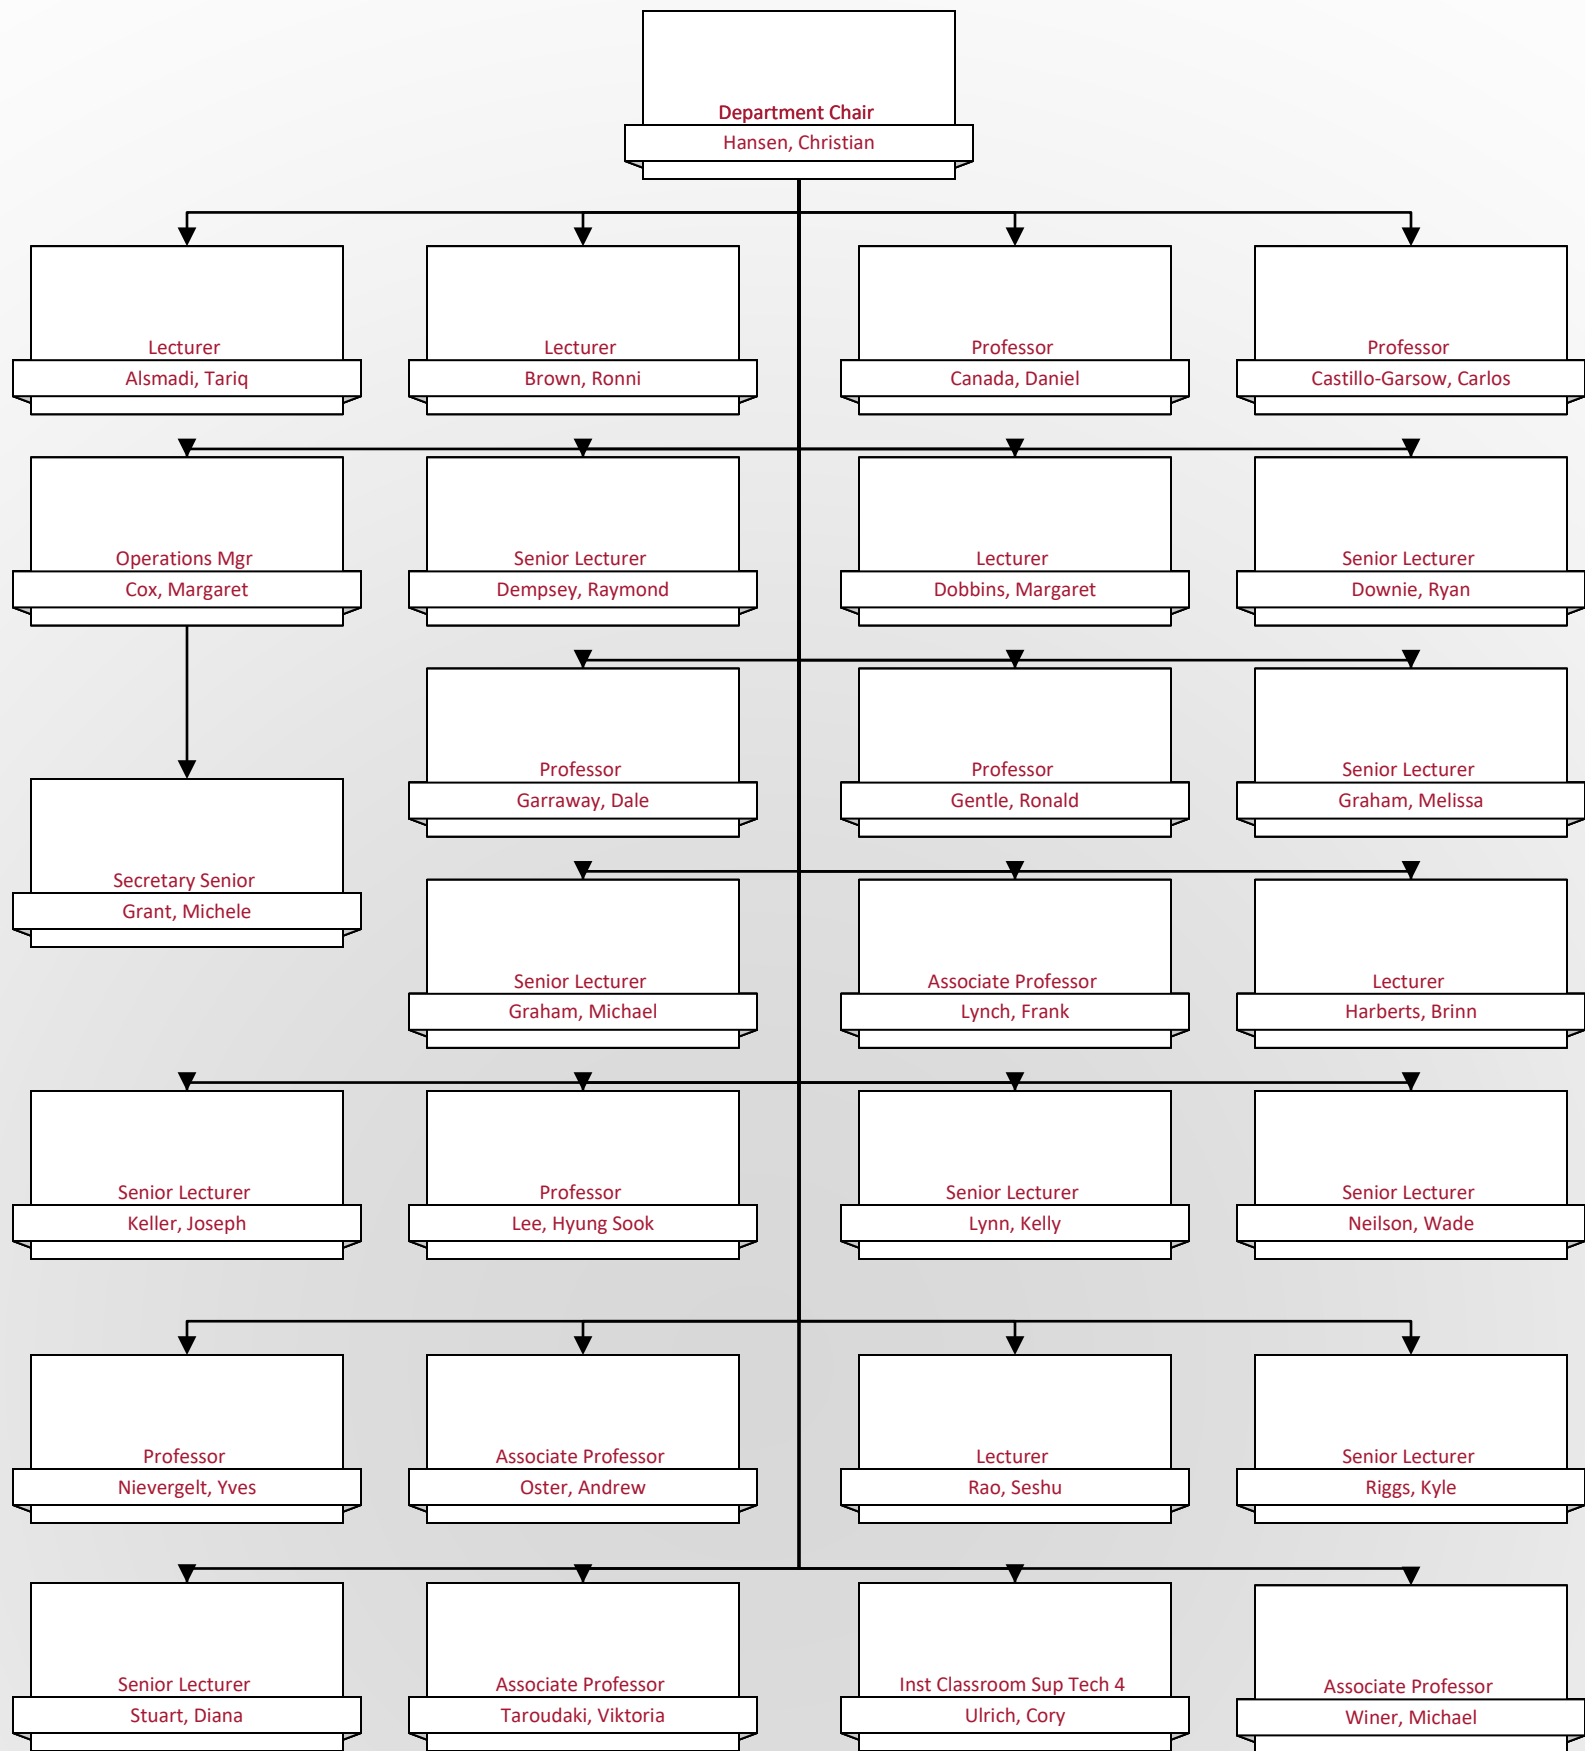 Department Chair
Hansen, Christian
Lecturer
Alsmadi, Tariq
Lecturer
Brown, Ronni
Professor
Canada, Daniel
Professor
Castillo-Garsow, Carlos
Operations Mgr
Cox, Margaret
Senior Lecturer
Dempsey, Raymond
Lecturer
Dobbins, Margaret
Senior Lecturer
Downie, Ryan
Professor
Garraway, Dale
Professor
Gentle, Ronald
Senior Lecturer
Graham, Melissa
Secretary Senior
Grant, Michele
Senior Lecturer
Graham, Michael
Associate Professor
Lynch, Frank
Lecturer
Harberts, Brinn
Senior Lecturer
Keller, Joseph
Professor
Lee, Hyung Sook
Senior Lecturer
Lynn, Kelly
Senior Lecturer
Neilson, Wade
Professor
Nievergelt, Yves
Associate Professor
Oster, Andrew
Lecturer
Rao, Seshu
Senior Lecturer
Riggs, Kyle
Senior Lecturer
Stuart, Diana
Associate Professor
Taroudaki, Viktoria
Inst Classroom Sup Tech 4
Ulrich, Cory
Associate Professor
Winer, Michael